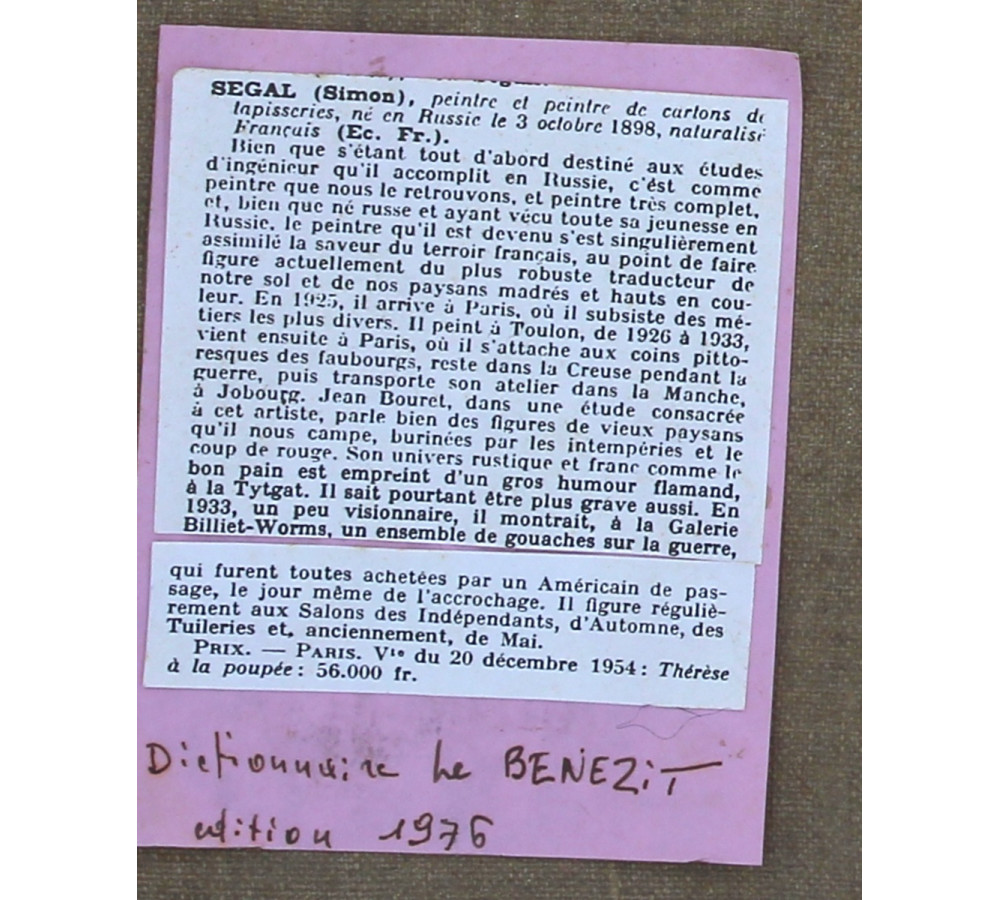 SEGAL (Simon), peintre et peintre de cartons de
tapisseries, né en Russie le 3 octobre 1898, naturalisé
Français (Ec. Fr.).
Bien que s'étant tout d'abord destiné aux études
d'ingénieur qu'il accomplit en Russie, c'ést comme
peintre que nous le retrouvons, et peintre très complet,
et, bien que né russe et ayant vécu toute sa jeunesse en
Russie, le peintre qu'il est devenu s'est singulièrement
assimilé la saveur du terroir français, au point de faire
figure actuellement du plus robuste traducteur de
notre sol et de nos paysans madrés et hauts en cou-
leur. En 1925, il arrive à Paris, où il subsiste des mé-
tiers les plus divers. Il peint à Toulon, de 1926 à 1933,
vient ensuite à Paris, où il s'attache aux coins pitto-
resques des faubourgs, reste dans la Creuse pendant la
guerre, puis transporte son atelier dans la Manche,
à Jobourg. Jean Bouret, dans une étude consacrée
à cet artiste, parle bien des figures de vieux paysans
qu'il nous campe, burinées par les intempéries et le
coup de rouge. Son univers rustique et franc comme le
bon pain est empreint d'un gros humour flamand,
à la Tytgat. Il sait pourtant être plus grave aussi. En
1933, un peu visionnaire, il montrait, à la Galerie
Billiet-Worms, un ensemble de gouaches sur la guerre,
qui furent toutes achetées par un Américain de pas-
sage, le jour même de l'accrochage. Il figure réguliè-
rement aux Salons des Indépendants, d'Automne, des
Tuileries et, anciennement, de Mai.
PRIX. — PARIS. Vte du 20 décembre 1954 : Thérèse
à la poupée : 56.000 fr.
Dictionnaire Le BENEZiT
édition 1976